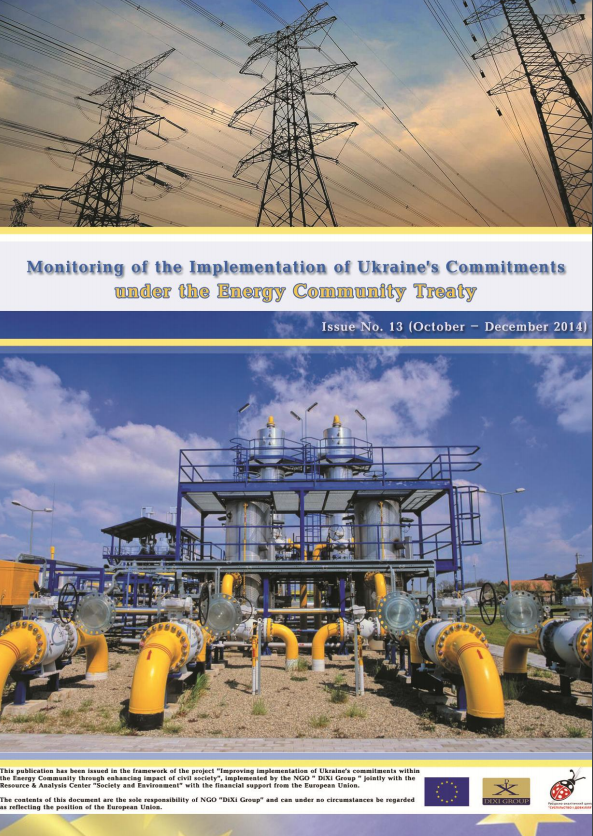 Monitoring of the Implementation of Ukraine's Commitments
under the Energy Community Treaty
Issue No. 13 (October – December 2014)
This publication has been issued in the framework of the project "Improving implementation of Ukraine's commitments within
the Energy Community through enhancing impact of civil society", implemented by the NGO " DiXi Group " jointly with the
Resource & Analysis Center "Society and Environment" with the financial support from the European Union.
The contents of this document are the sole responsibility of NGO "DiXi Group" and can under no circumstances be regarded
as reflecting the position of the European Union.
DIXI GROUP